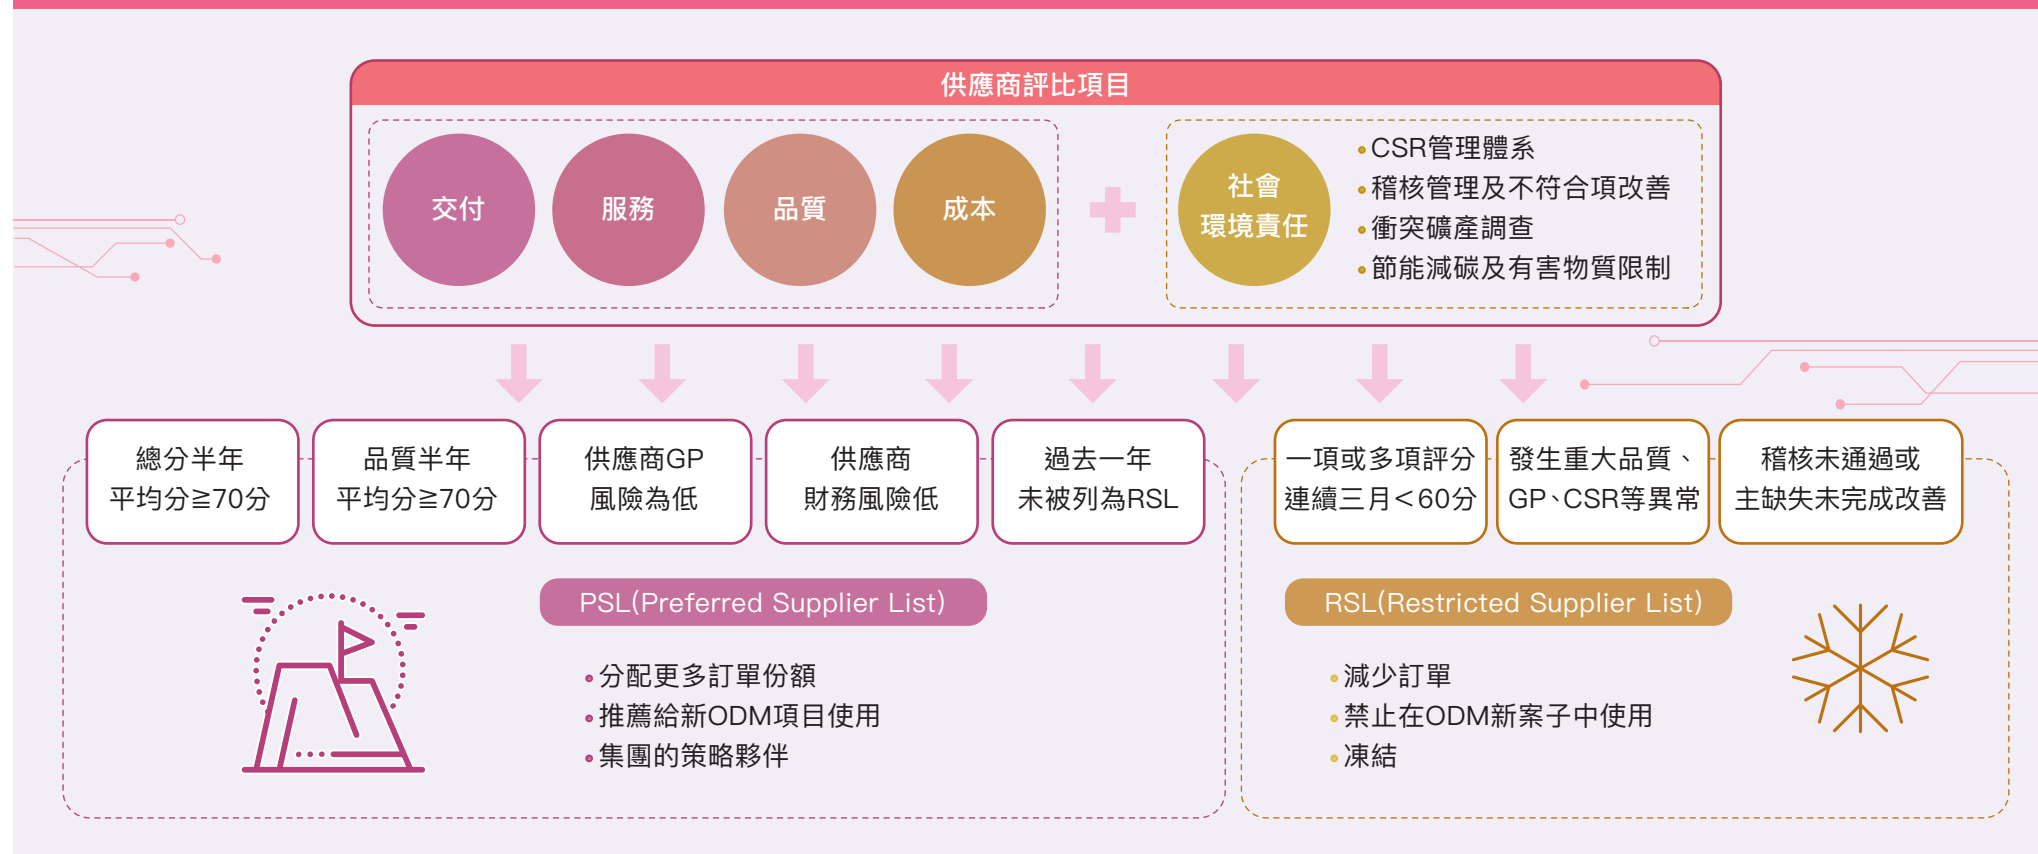 供應商評比項目
交付
服務
品質
成本
社會
環境責任
•CSR管理體系
•稽核管理及不符合項改善
•衝突礦產調查
•節能減碳及有害物質限制
總分半年
平均分≧70分
品質半年
平均分≧70分
供應商GP
風險為低
供應商
財務風險低
過去一年
未被列為RSL
一項或多項評分
連續三月<60分
發生重大品質、
GP、CSR等異常
稽核未通過或
主缺失未完成改善
PSL(Preferred Supplier List)
•分配更多訂單份額
•推薦給新ODM項目使用
•集團的策略夥伴
RSL(Restricted Supplier List)
•減少訂單
•禁止在ODM新案子中使用
•凍結